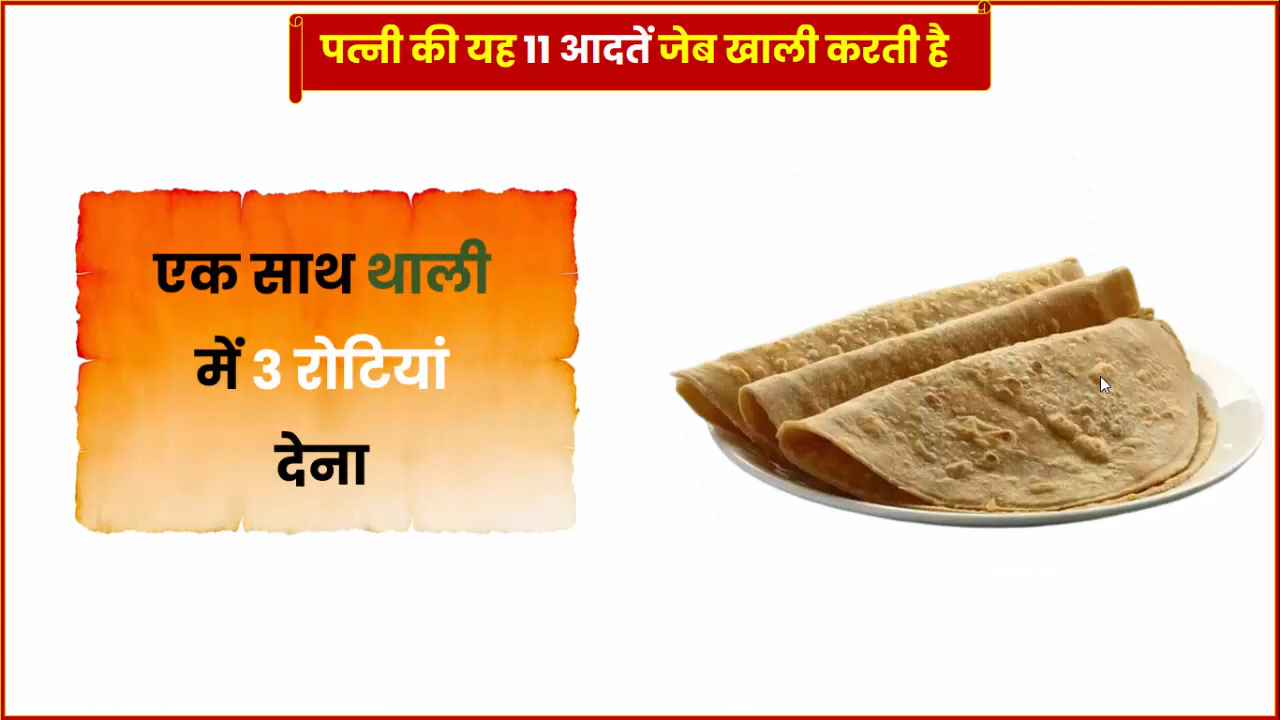 पत्नी की यह 11 आदतें जेब खाली करती है
एक साथ थाली
में 3 रोटियां
देना